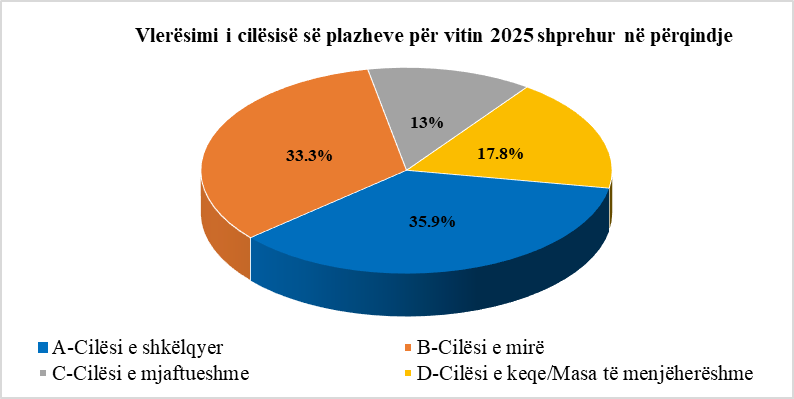 Vlerësimi i cilësisë së plazheve për vitin 2025 shprehur në përqindje
13%
33.3%
17.8%
35.9%
A-Cilësi e shkëlqyer
B-Cilësi e mirë
C-Cilësi e mjaftueshme
D-Cilësi e keqe/Masa të menjëherëshme